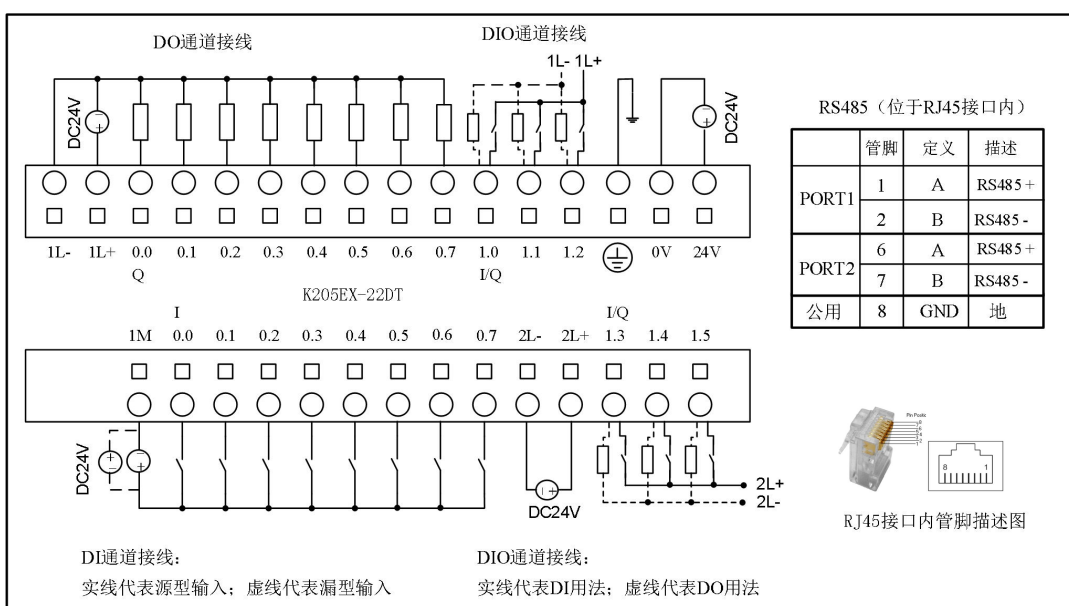 DO通道接线
DIO通道接线
1L- 1L+
DC24V
DC24V
1L- 1L+ 0.0 0.1 0.2 0.3 0.4 0.5 0.6 0.7 1.0 1.1 1.2 0V 24V
Q I/Q
K205EX-22DT
I I/Q
1M 0.0 0.1 0.2 0.3 0.4 0.5 0.6 0.7 2L- 2L+ 1.3 1.4 1.5
DC24V
DC24V
2L+
2L-
DI通道接线:
实线代表源型输入; 虚线代表漏型输入
DIO通道接线:
实线代表DI用法; 虚线代表DO用法
RS485（位于RJ45接口内）
管脚 定义 描述
PORT1 1 A RS485+
2 B RS485-
PORT2 6 A RS485+
7 B RS485-
公用 8 GND 地
8 1
RJ45接口内管脚描述图